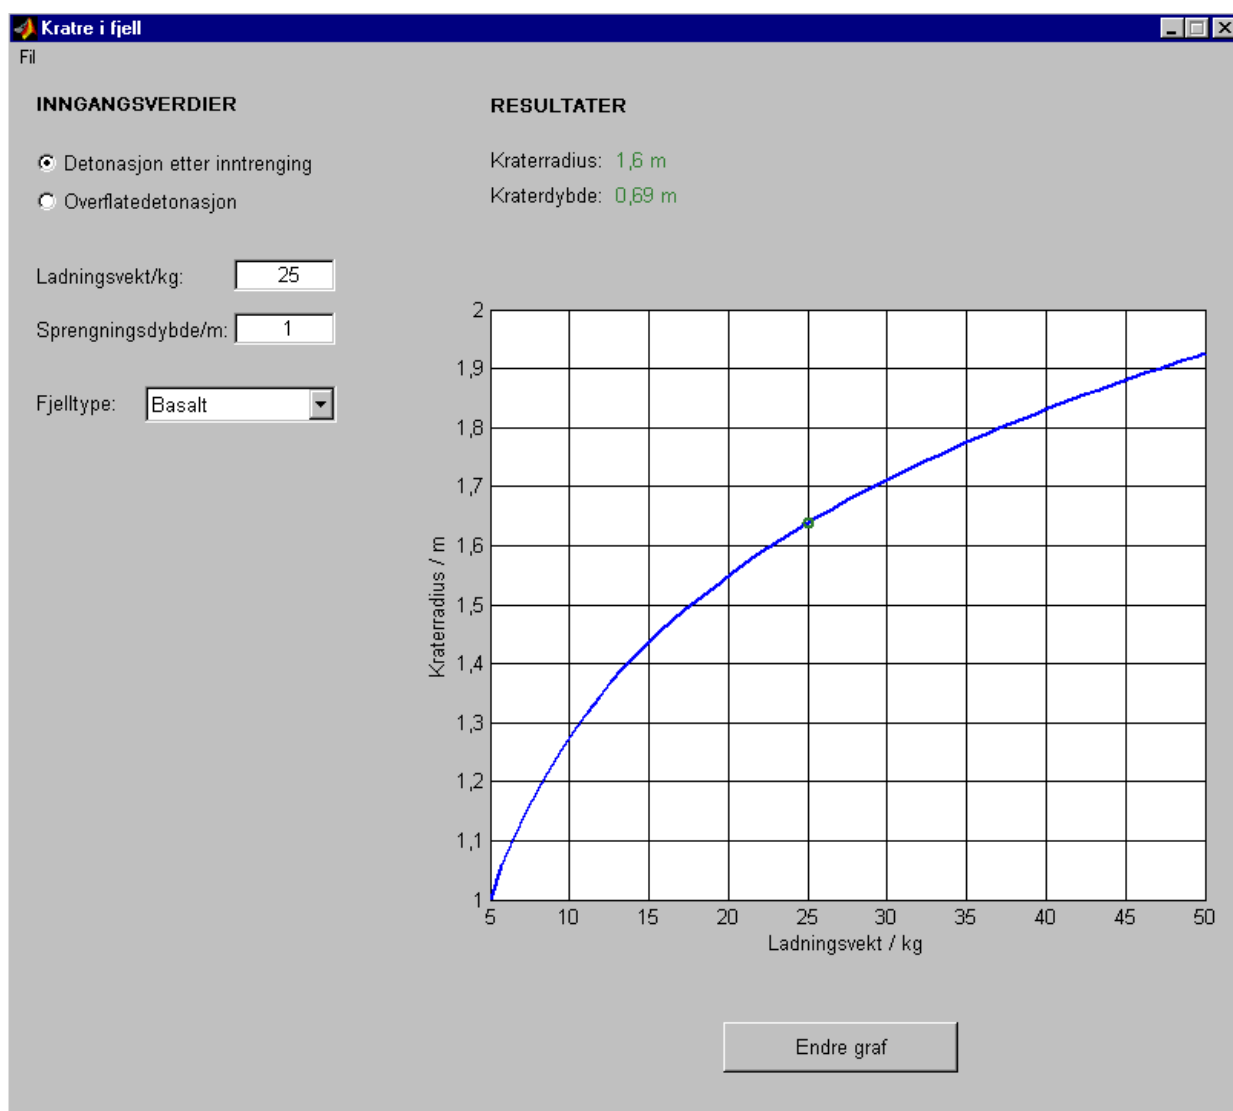 Kratre i fjell
Fil
INNGANGSVERDIER
Detonasjon etter inntrenging
Overflatedetonasjon
Ladningsvekt/kg: 25
Sprengningsdybde/m: 1
Fjelltype: Basalt
RESULTATER
Kraterradius: 1,6 m
Kraterdybde: 0,69 m
Kraterradius / m
2
1,9
1,8
1,7
1,6
1,5
1,4
1,3
1,2
1,1
1
5 10 15 20 25 30 35 40 45 50
Ladningsvekt / kg
Endre graf